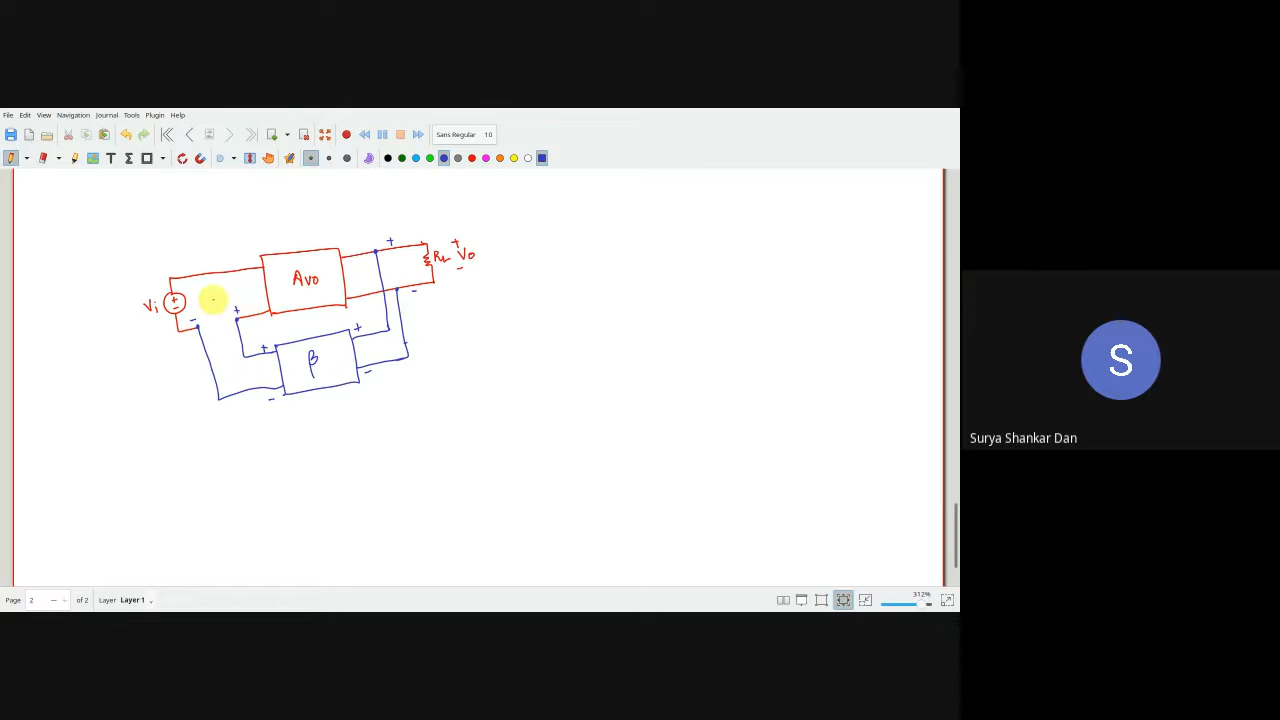 File Edit View Navigation Journal Tools Plugin Help
Sans Regular 10
T Σ
+
+
Vo
-
RL
Avo
Vi
+
-
-
+
-
+
+
β
-
-
Page 2 of 2 Layer Layer 1
312%
S
Surya Shankar Dan